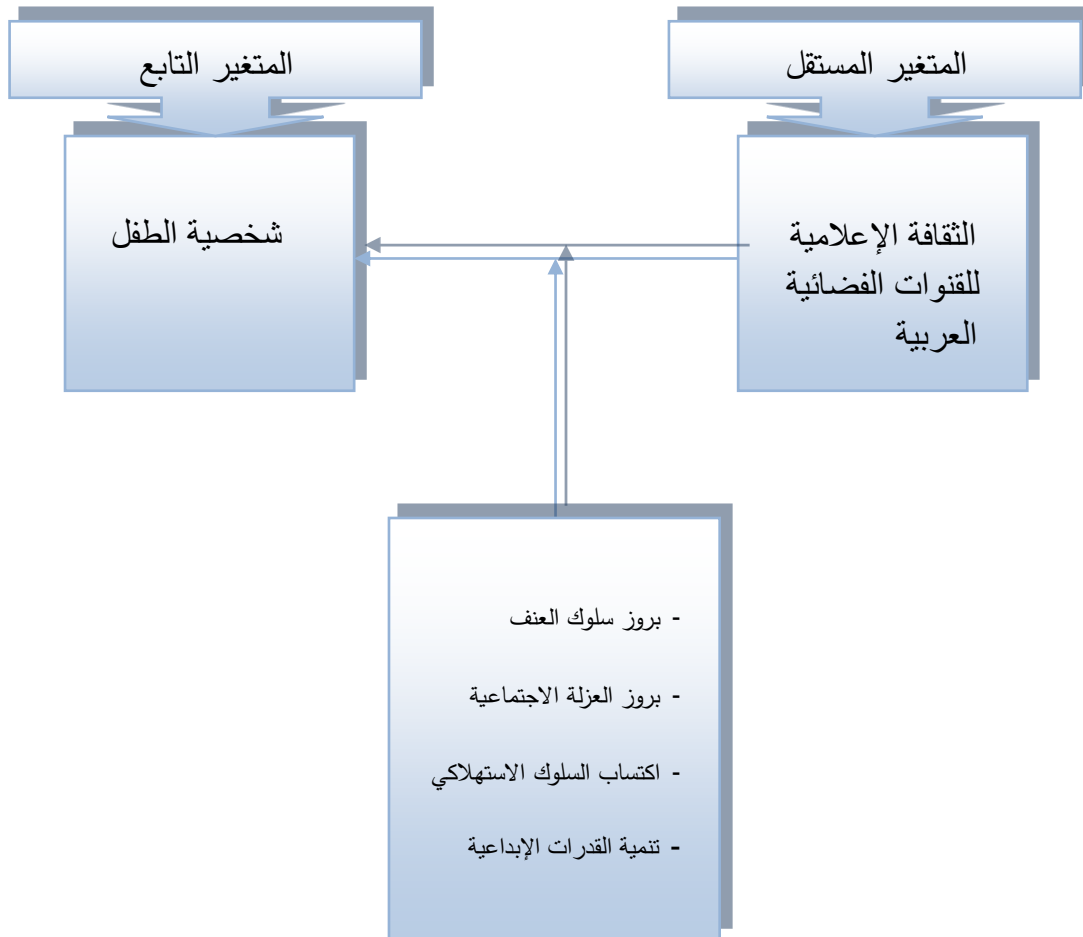 المتغير المستقل
المتغير التابع
الثقافة الإعلامية
للقنوات الفضائية
العربية
شخصية الطفل
- بروز سلوك العنف
- بروز العزلة الاجتماعية
- اكتساب السلوك الاستهلاكي
- تنمية القدرات الإبداعية